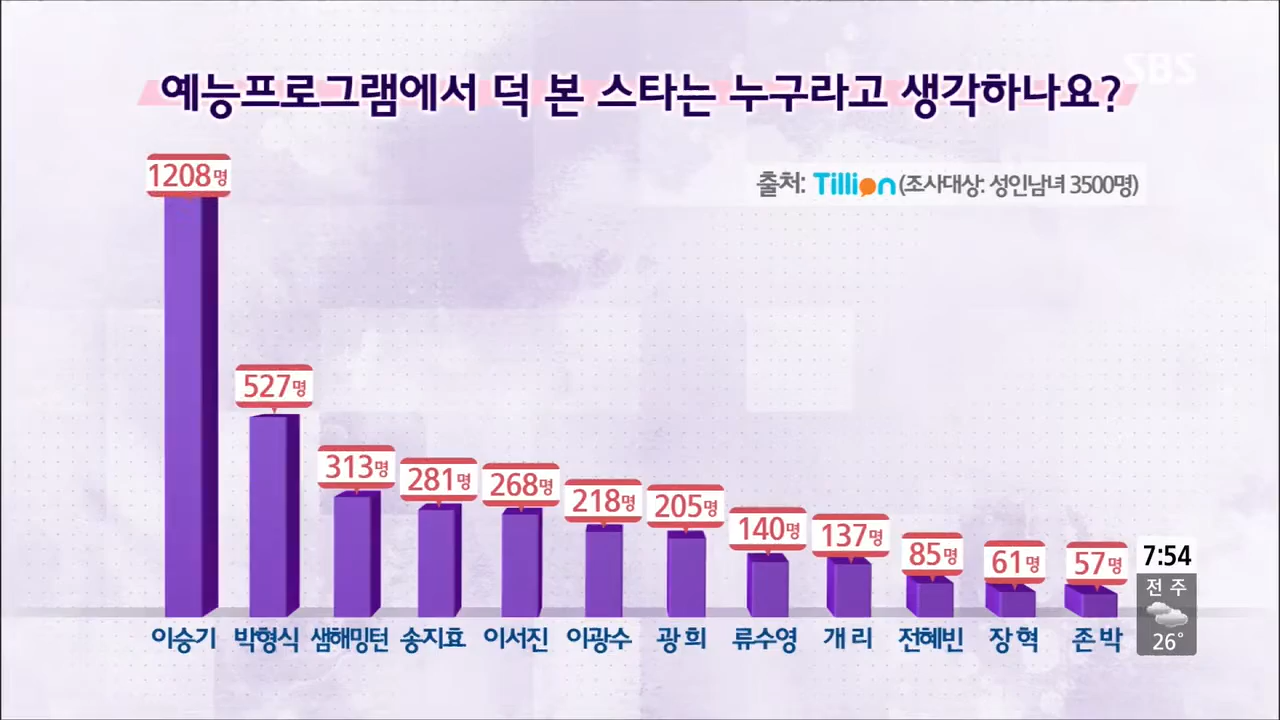 SBS
예능프로그램에서 덕 본 스타는 누구라고 생각하나요?
출처: Tillion (조사대상: 성인남녀 3500명)
1208명
527명
313명
281명
268명
218명
205명
140명
137명
85명
61명
57명
이승기 박형식 샘해밍턴 송지효 이서진 이광수 광희 류수영 개리 전혜빈 장혁 존박
7:54
전주
26°